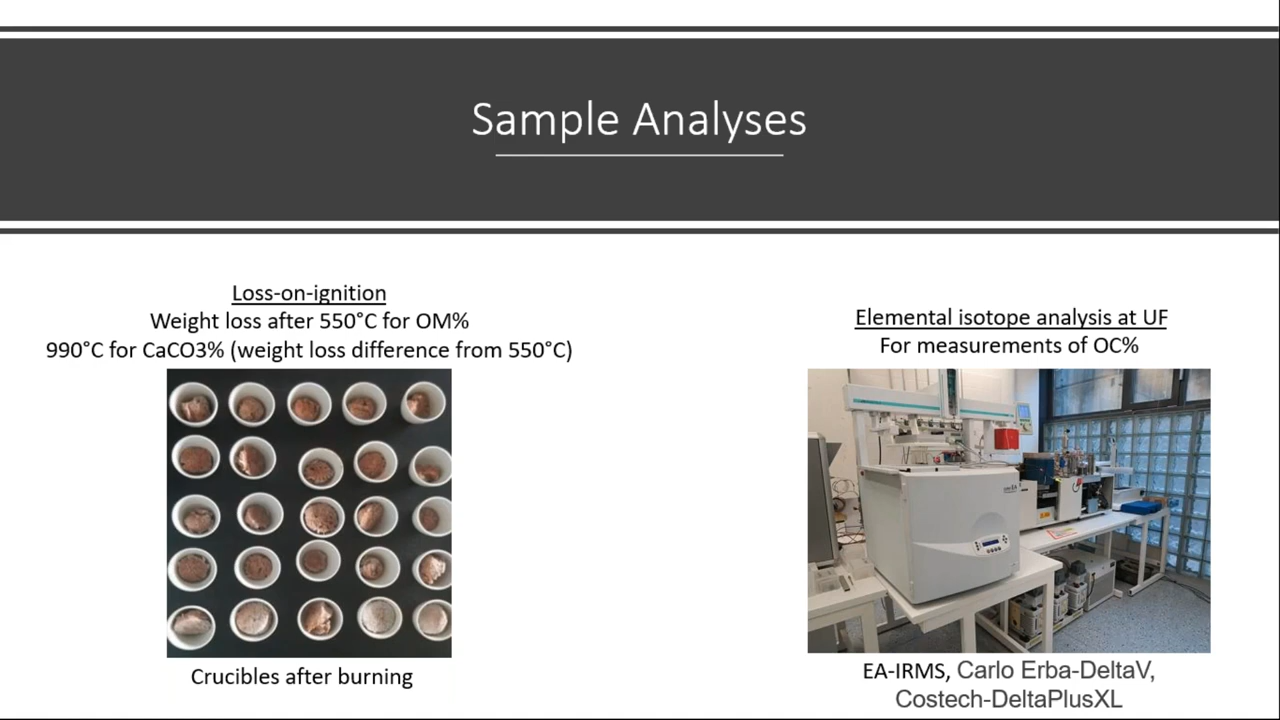 Sample Analyses
Loss-on-ignition
Weight loss after 550°C for OM%
990°C for CaCO3% (weight loss difference from 550°C)
Crucibles after burning
Elemental isotope analysis at UF
For measurements of OC%
EA-IRMS, Carlo Erba-DeltaV,
Costech-DeltaPlusXL